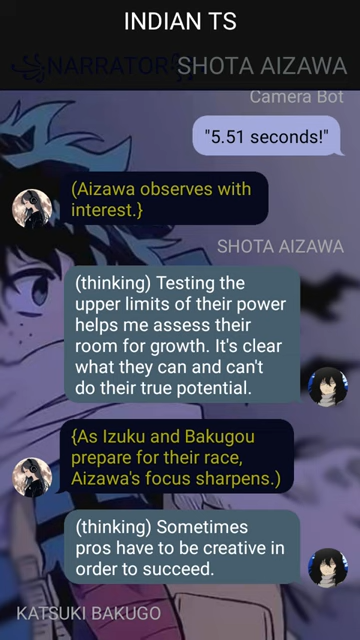 INDIAN TS
NARRATOR SHOTA AIZAWA
Camera Bot
"5.51 seconds!"
(Aizawa observes with
interest.}
SHOTA AIZAWA
(thinking) Testing the
upper limits of their power
helps me assess their
room for growth. It's clear
what they can and can't
do their true potential.
{As Izuku and Bakugou
prepare for their race,
Aizawa's focus sharpens.)
(thinking) Sometimes
pros have to be creative in
order to succeed.
KATSUKI BAKUGO